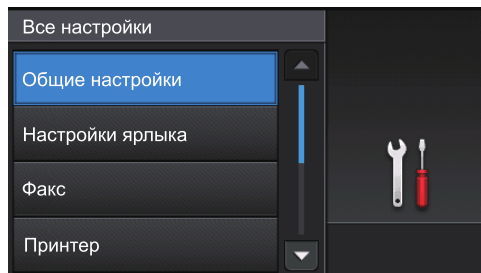 Все настройки
Общие настройки
Настройки ярлыка
Факс
Принтер